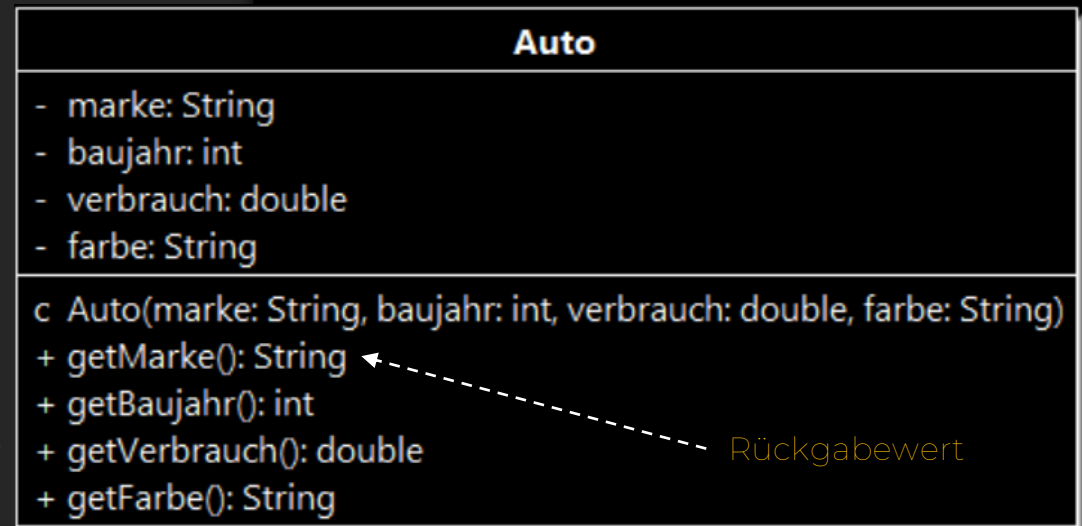 Auto
- marke: String
- baujahr: int
- verbrauch: double
- farbe: String
c Auto(marke: String, baujahr: int, verbrauch: double, farbe: String)
+ getMarke(): String
+ getBaujahr(): int
+ getVerbrauch(): double
Rückgabewert
+ getFarbe(): String